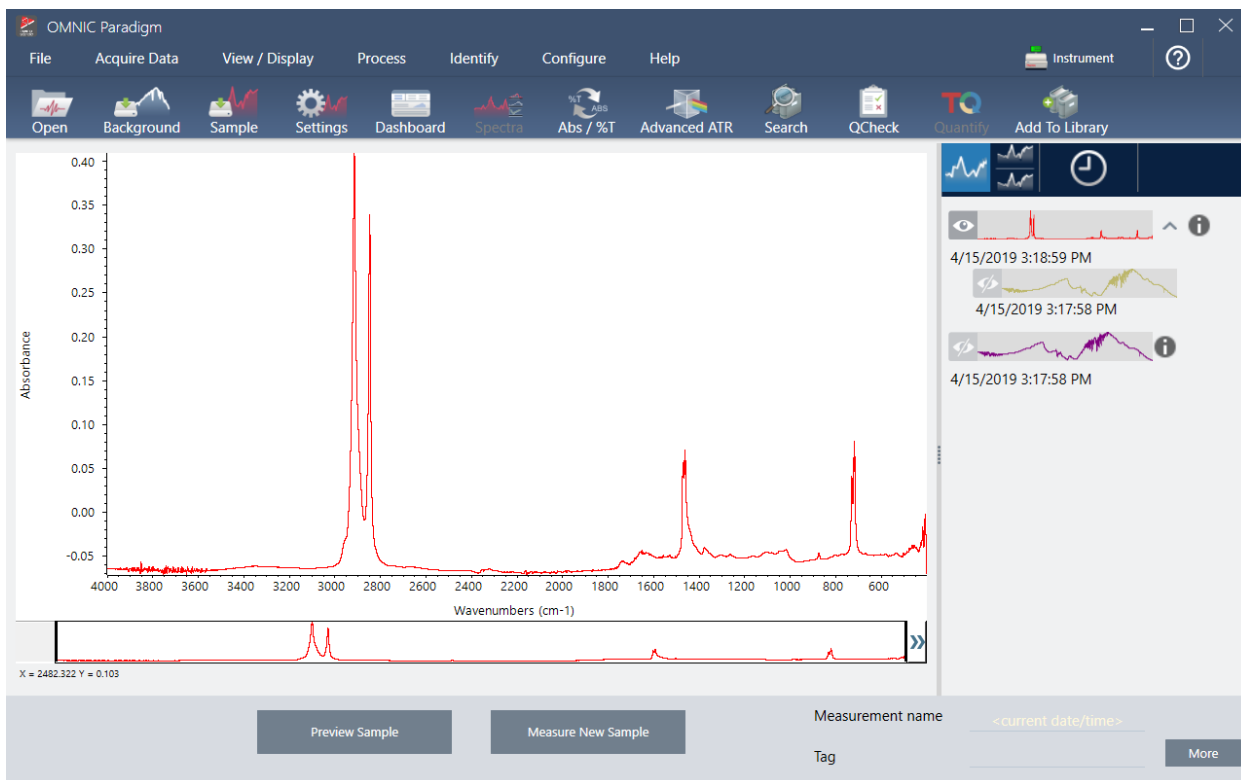 OMNIC Paradigm
File Acquire Data View / Display Process Identify Configure Help Instrument ?
%T ABS TQ
Open Background Sample Settings Dashboard Spectra Abs / %T Advanced ATR Search QCheck Quantify Add To Library
0.40
0.35
0.30
0.25
0.20
0.15
0.10
0.05
0.00
-0.05
Absorbance
4000 3800 3600 3400 3200 3000 2800 2600 2400 2200 2000 1800 1600 1400 1200 1000 800 600
Wavenumbers (cm-1)
X = 2482.322 Y = 0.103
i
4/15/2019 3:18:59 PM
4/15/2019 3:17:58 PM
i
4/15/2019 3:17:58 PM
Preview Sample Measure New Sample
Measurement name <current date/time>
Tag
More